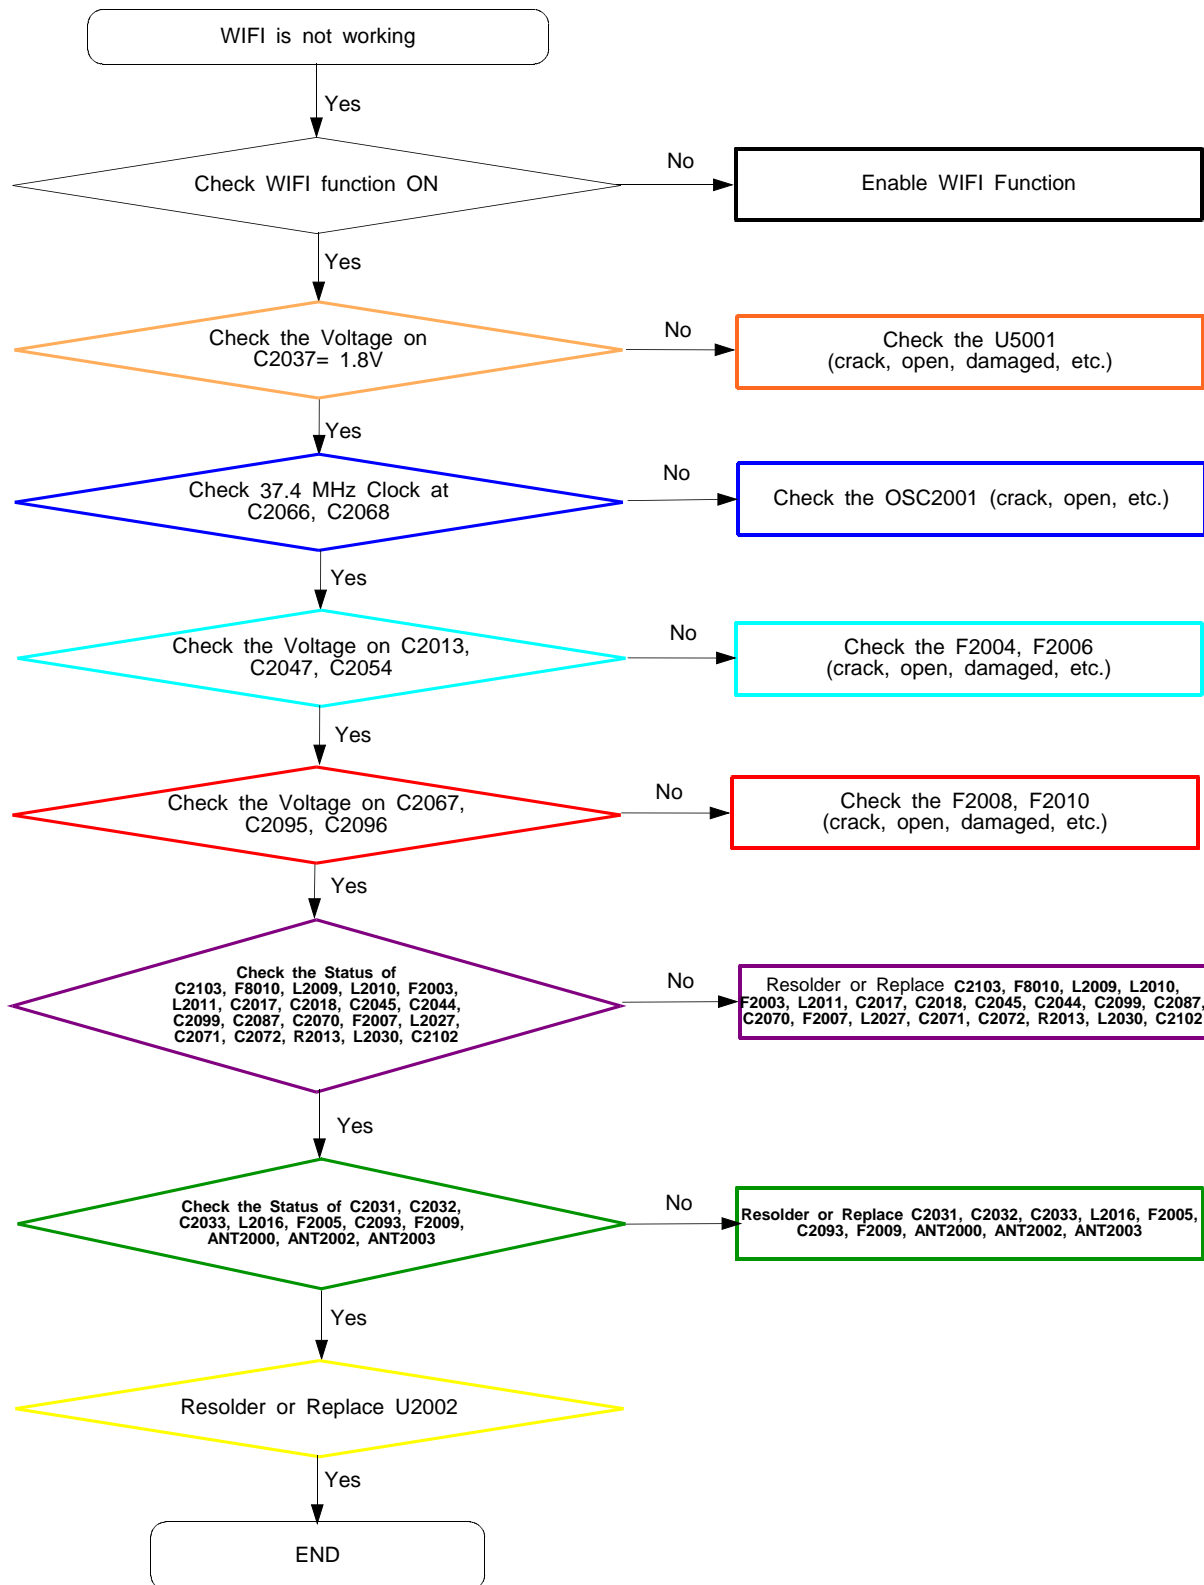 WIFI is not working
Yes
Check WIFI function ON
No
Enable WIFI Function
Yes
Check the Voltage on
C2037= 1.8V
No
Check the U5001
(crack, open, damaged, etc.)
Yes
Check 37.4 MHz Clock at
C2066, C2068
No
Check the OSC2001 (crack, open, etc.)
Yes
Check the Voltage on C2013,
C2047, C2054
No
Check the F2004, F2006
(crack, open, damaged, etc.)
Yes
Check the Voltage on C2067,
C2095, C2096
No
Check the F2008, F2010
(crack, open, damaged, etc.)
Yes
Check the Status of
C2103, F8010, L2009, L2010, F2003,
L2011, C2017, C2018, C2045, C2044,
C2099, C2087, C2070, F2007, L2027,
C2071, C2072, R2013, L2030, C2102
No
Resolder or Replace C2103, F8010, L2009, L2010,
F2003, L2011, C2017, C2018, C2045, C2044, C2099, C2087,
C2070, F2007, L2027, C2071, C2072, R2013, L2030, C2102
Yes
Check the Status of C2031, C2032,
C2033, L2016, F2005, C2093, F2009,
ANT2000, ANT2002, ANT2003
No
Resolder or Replace C2031, C2032, C2033, L2016, F2005,
C2093, F2009, ANT2000, ANT2002, ANT2003
Yes
Resolder or Replace U2002
Yes
END